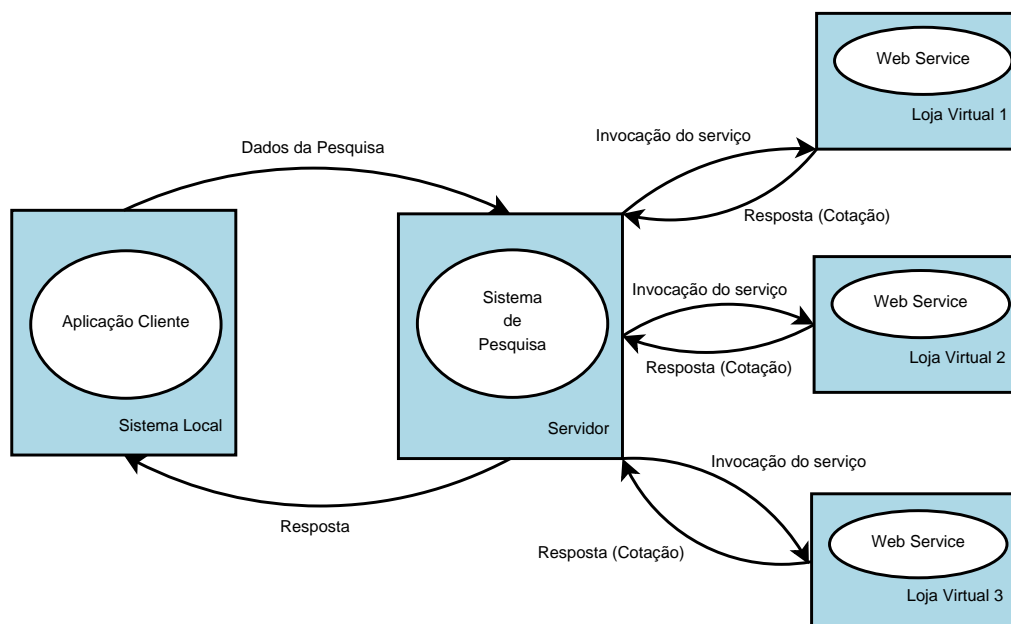 Web Service
Loja Virtual 1
Invocação do serviço
Dados da Pesquisa
Resposta (Cotação)
Aplicação Cliente
Sistema Local
Sistema
de
Pesquisa
Servidor
Invocação do serviço
Resposta (Cotação)
Web Service
Loja Virtual 2
Invocação do serviço
Resposta
Resposta (Cotação)
Web Service
Loja Virtual 3